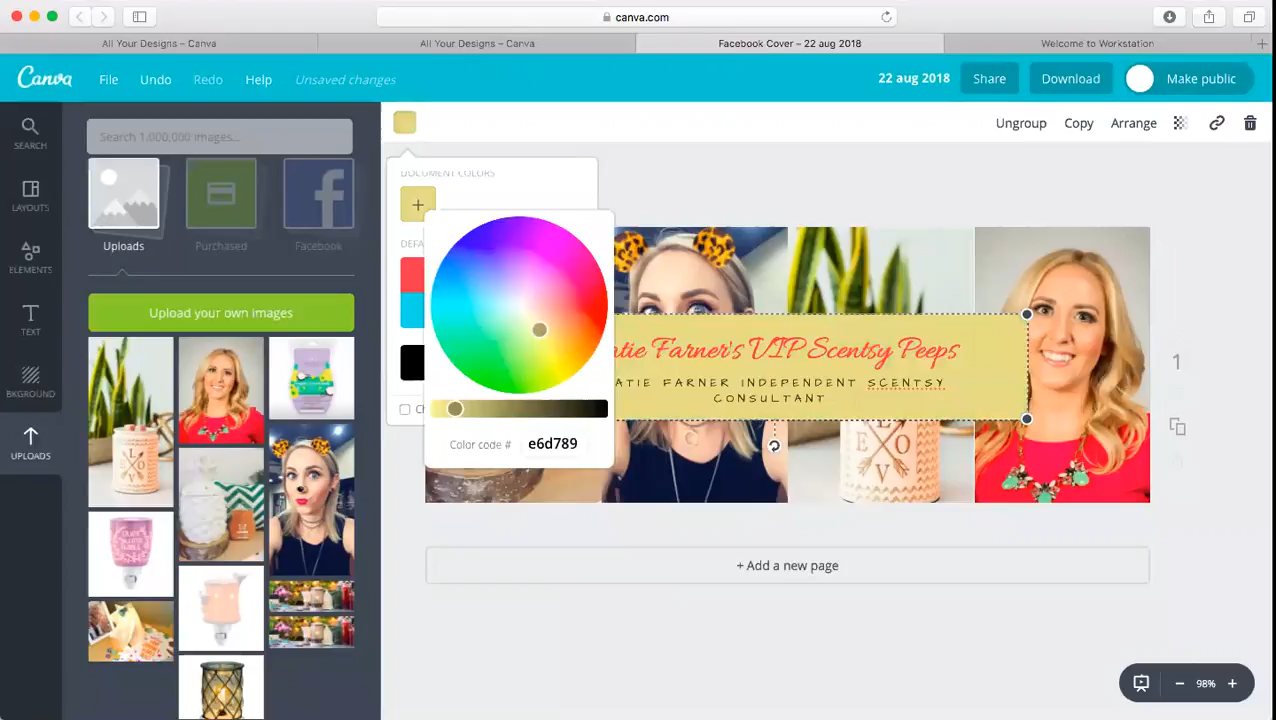 canva.com
All Your Designs – Canva
All Your Designs – Canva
Facebook Cover – 22 aug 2018
Welcome to Workstation
Canva
File
Undo
Redo
Help
Unsaved changes
22 aug 2018
Share
Download
Make public
SEARCH
LAYOUTS
ELEMENTS
TEXT
BKGROUND
UPLOADS
Search 1,000,000 images...
Uploads
Purchased
Facebook
Upload your own images
Ungroup
Copy
Arrange
DOCUMENT COLORS
Color code # e6d789
Farner's VIP Scentsy Peeps
FARNER INDEPENDENT SCENTSY
CONSULTANT
LO
V
1
+ Add a new page
98%